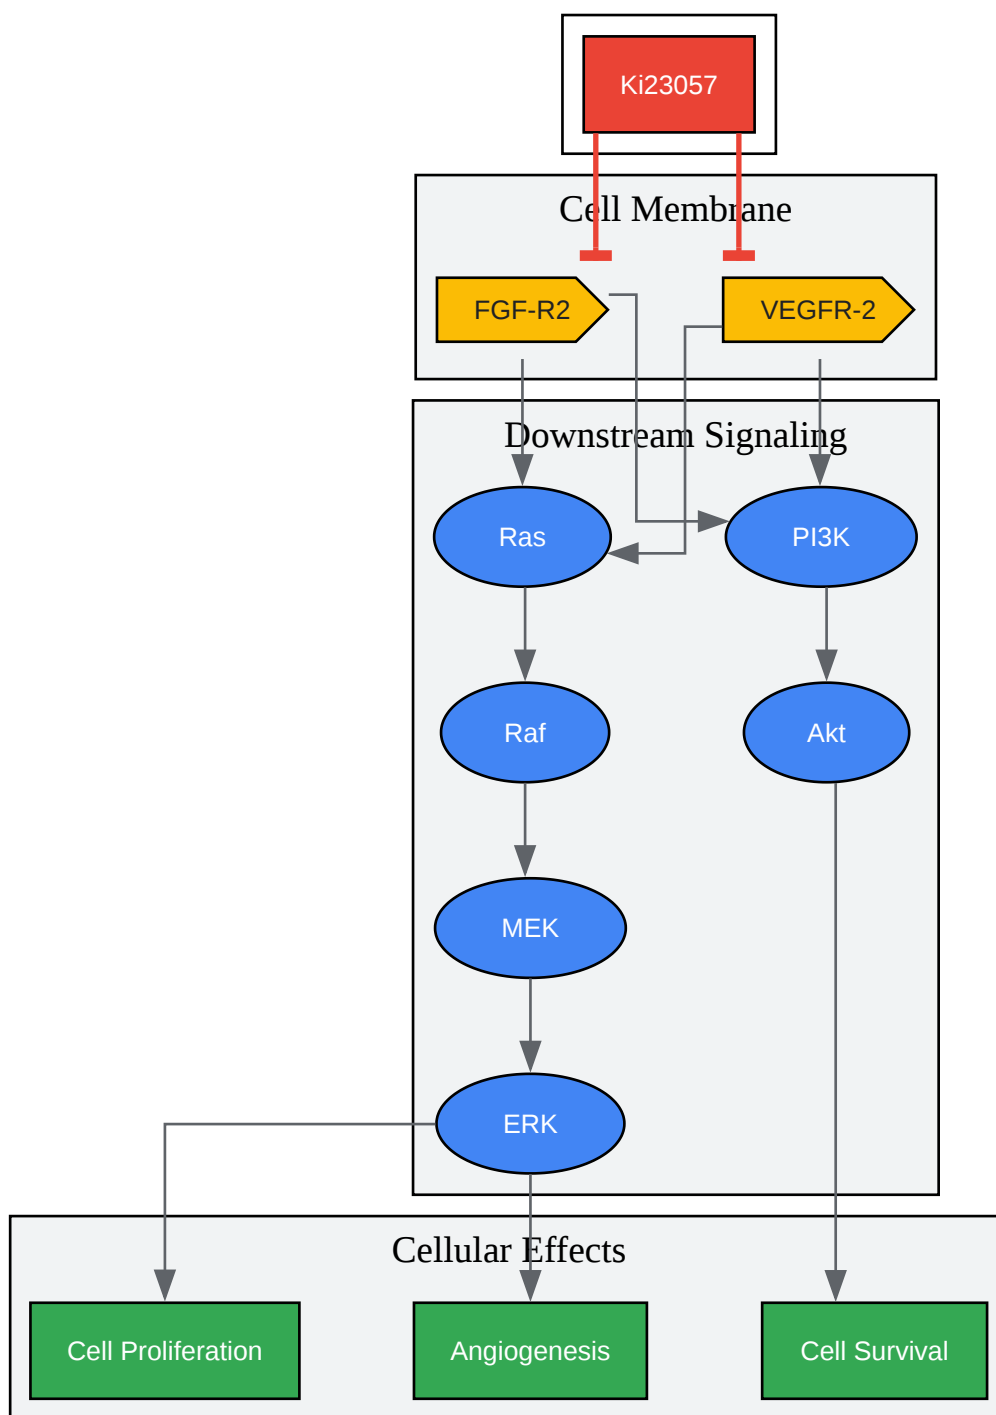 Ki23057
Cell Membrane
FGF-R2
VEGFR-2
Downstream Signaling
Ras
PI3K
Raf
Akt
MEK
ERK
Cellular Effects
Cell Proliferation
Angiogenesis
Cell Survival